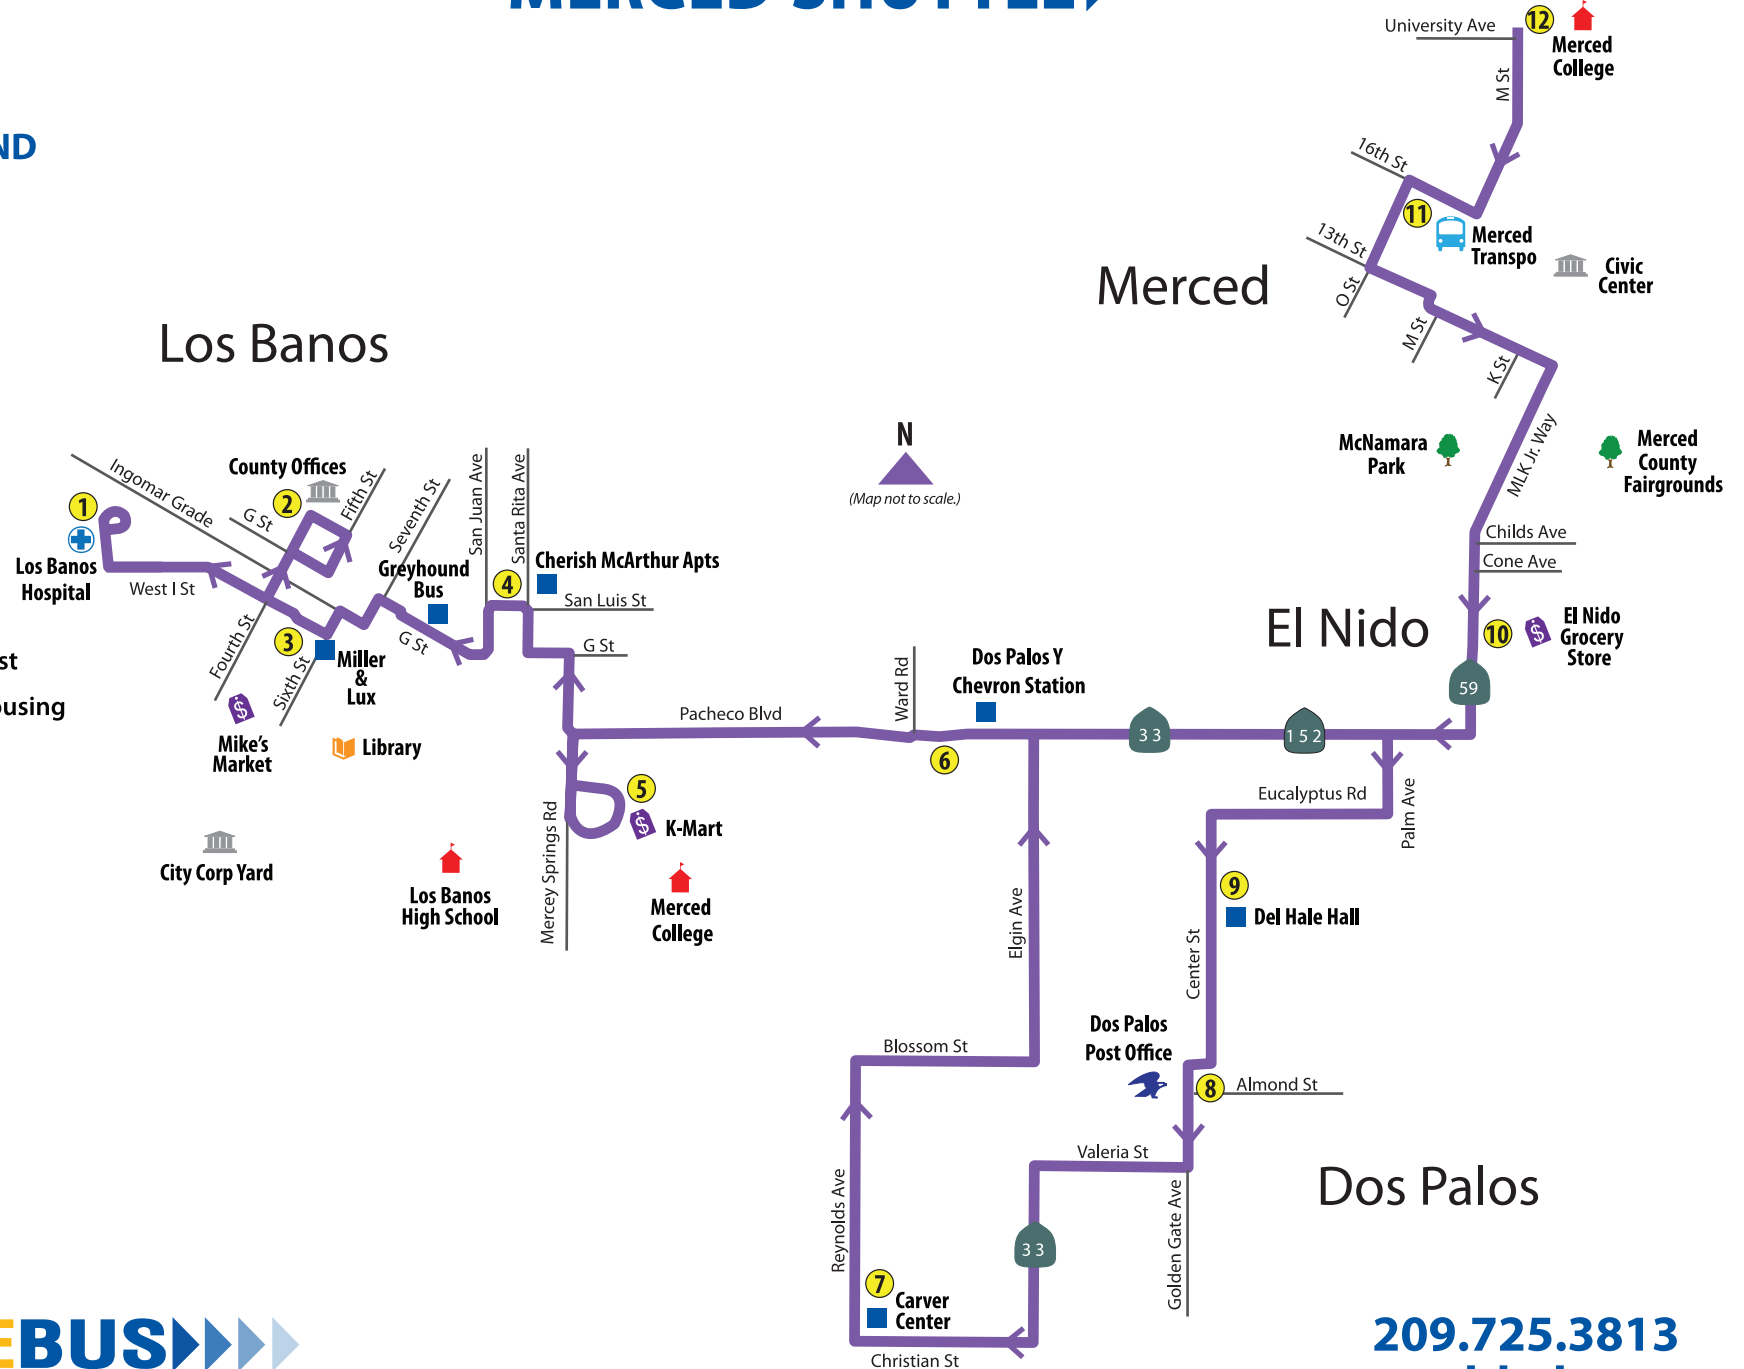 MERCED SHUTTLE
University Ave
12
Merced
College
M St
ND
16th St
11
Merced
Transpo
13th St
Civic
Center
O St
Merced
M St
K St
Los Banos
N
(Map not to scale.)
McNamara
Park
MLK Jr. Way
Merced
County
Fairgrounds
Childs Ave
Cone Ave
County Offices
Ingomar Grade
G St
2
Fifth St
Seventh St
San Juan Ave
Santa Rita Ave
1
Los Banos
Hospital
West I St
Greyhound
Bus
4
Cherish McArthur Apts
San Luis St
G St
G St
Fourth St
3
Sixth St
Miller
&
Lux
st
ousing
El Nido
10
El Nido
Grocery
Store
59
Mike's
Market
Library
Pacheco Blvd
Ward Rd
Dos Palos Y
Chevron Station
6
33
152
5
K-Mart
Mercey Springs Rd
Eucalyptus Rd
Palm Ave
City Corp Yard
Los Banos
High School
Merced
College
Elgin Ave
9
Del Hale Hall
Center St
Dos Palos
Post Office
Blossom St
8
Almond St
Valeria St
Reynolds Ave
33
Golden Gate Ave
Dos Palos
7
Carver
Center
Christian St
EBUS
209.725.3813